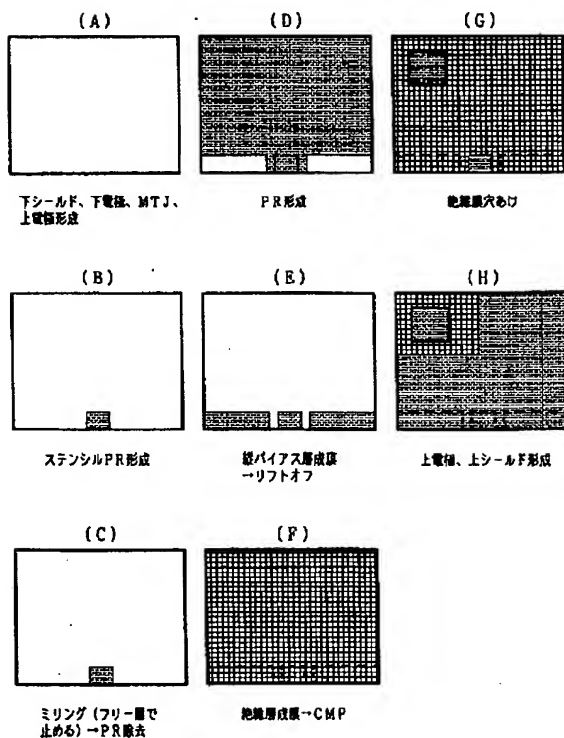 (A)
下シールド、下電極、MTJ、
上電極形成
(B)
ステンシルPR形成
(C)
ミリング(フリー層で
止める)→PR除去
(D)
PR形成
(E)
縦バイアス層成膜
→リフトオフ
(F)
絶縁層成膜→CMP
(G)
絶縁膜穴あけ
(H)
上電極、上シールド形成